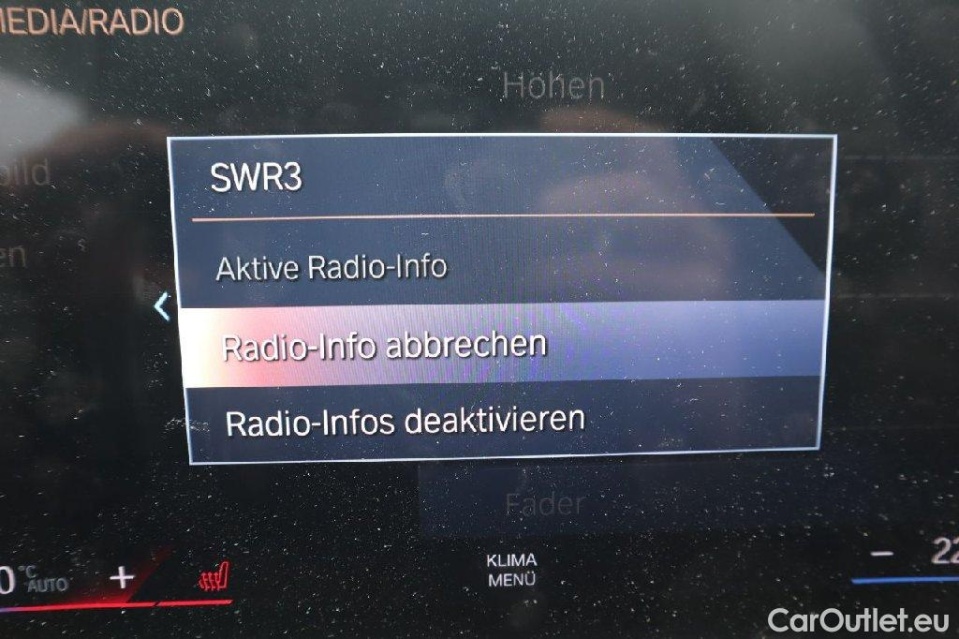 MEDIA/RADIO
Höhen
SWR3
Aktive Radio-Info
Radio-Info abbrechen
Radio-Infos deaktivieren
Fader
°C
AUTO
+
KLIMA
MENÜ
–
22
CarOutlet.eu